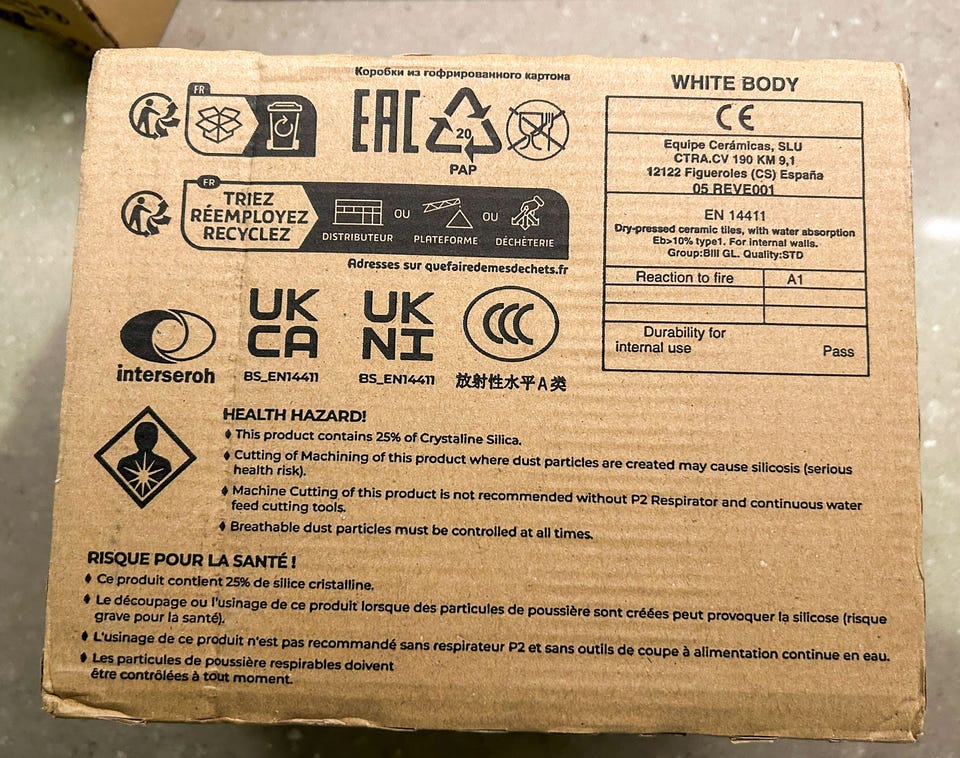 Коробки из гофрированного картона
FR
EAC
20
PAP
FR
TRIEZ
RÉEMPLOYEZ
RECYCLEZ
DISTRIBUTEUR
OU
PLATEFORME
OU
DÉCHÈTERIE
Adresses sur quefairedemesdechets.fr
interseroh
UK
CA
BS_EN14411
UK
NI
BS_EN14411
CCC
放射性水平A类
WHITE BODY
CE
Equipe Cerámicas, SLU
CTRA.CV 190 KM 9,1
12122 Figueroles (CS) España
05 REVE001
EN 14411
Dry-pressed ceramic tiles, with water absorption
Eb>10% type1. For internal walls.
Group:BIII GL. Quality:STD
Reaction to fire A1
Durability for
internal use Pass
HEALTH HAZARD!
This product contains 25% of Crystaline Silica.
Cutting of Machining of this product where dust particles are created may cause silicosis (serious
health risk).
Machine Cutting of this product is not recommended without P2 Respirator and continuous water
feed cutting tools.
Breathable dust particles must be controlled at all times.
RISQUE POUR LA SANTÉ !
Ce produit contient 25% de silice cristalline.
Le découpage ou l'usinage de ce produit lorsque des particules de poussière sont créées peut provoquer la silicose (risque
grave pour la santé).
L'usinage de ce produit n'est pas recommandé sans respirateur P2 et sans outils de coupe à alimentation continue en eau.
Les particules de poussière respirables doivent
être contrôlées à tout moment.